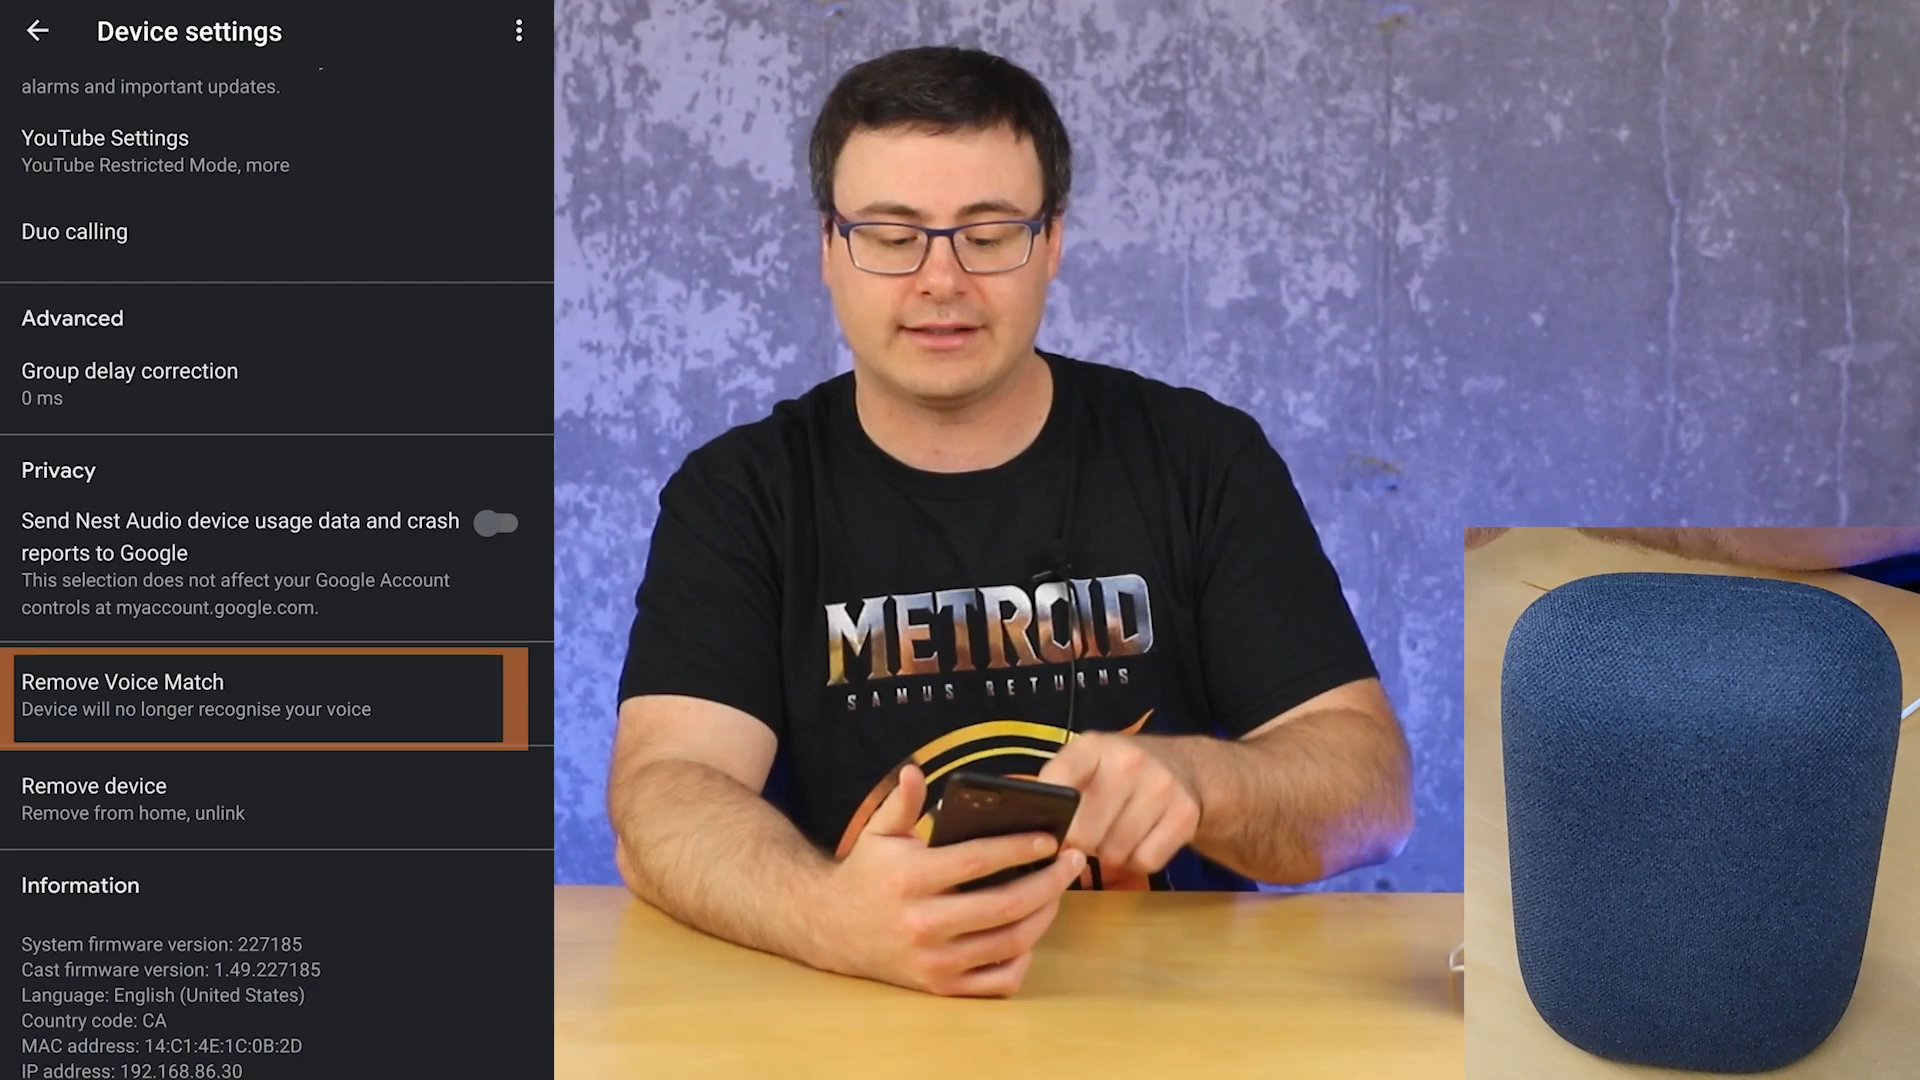 Device settings
alarms and important updates.
YouTube Settings
YouTube Restricted Mode, more
Duo calling
Advanced
Group delay correction
0 ms
Privacy
Send Nest Audio device usage data and crash
reports to Google
This selection does not affect your Google Account
controls at myaccount.google.com.
Remove Voice Match
Device will no longer recognise your voice
Remove device
Remove from home, unlink
Information
System firmware version: 227185
Cast firmware version: 1.49.227185
Language: English (United States)
Country code: CA
MAC address: 14:C1:4E:1C:0B:2D
IP address: 192.168.86.30
METROID
SAMUS RETURNS